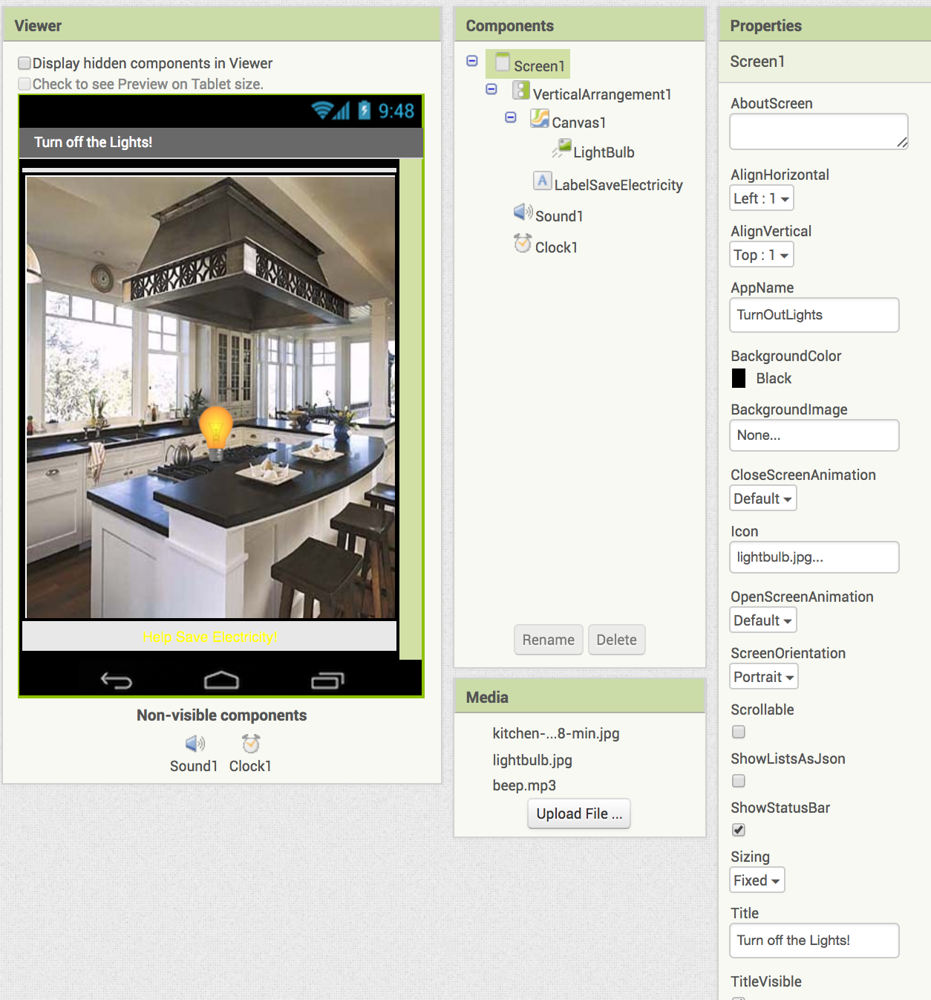 Viewer
Display hidden components in Viewer
Check to see Preview on Tablet size.
9:48
Turn off the Lights!
Help Save Electricity!
Non-visible components
Sound1 Clock1
Components
Screen1
VerticalArrangement1
Canvas1
LightBulb
A LabelSaveElectricity
Sound1
Clock1
Rename Delete
Media
kitchen-...8-min.jpg
lightbulb.jpg
beep.mp3
Upload File ...
Properties
Screen1
AboutScreen
AlignHorizontal
Left : 1
AlignVertical
Top : 1
AppName
TurnOutLights
BackgroundColor
Black
BackgroundImage
None...
CloseScreenAnimation
Default
Icon
lightbulb.jpg...
OpenScreenAnimation
Default
ScreenOrientation
Portrait
Scrollable
ShowListsAsJson
ShowStatusBar
Sizing
Fixed
Title
Turn off the Lights!
TitleVisible